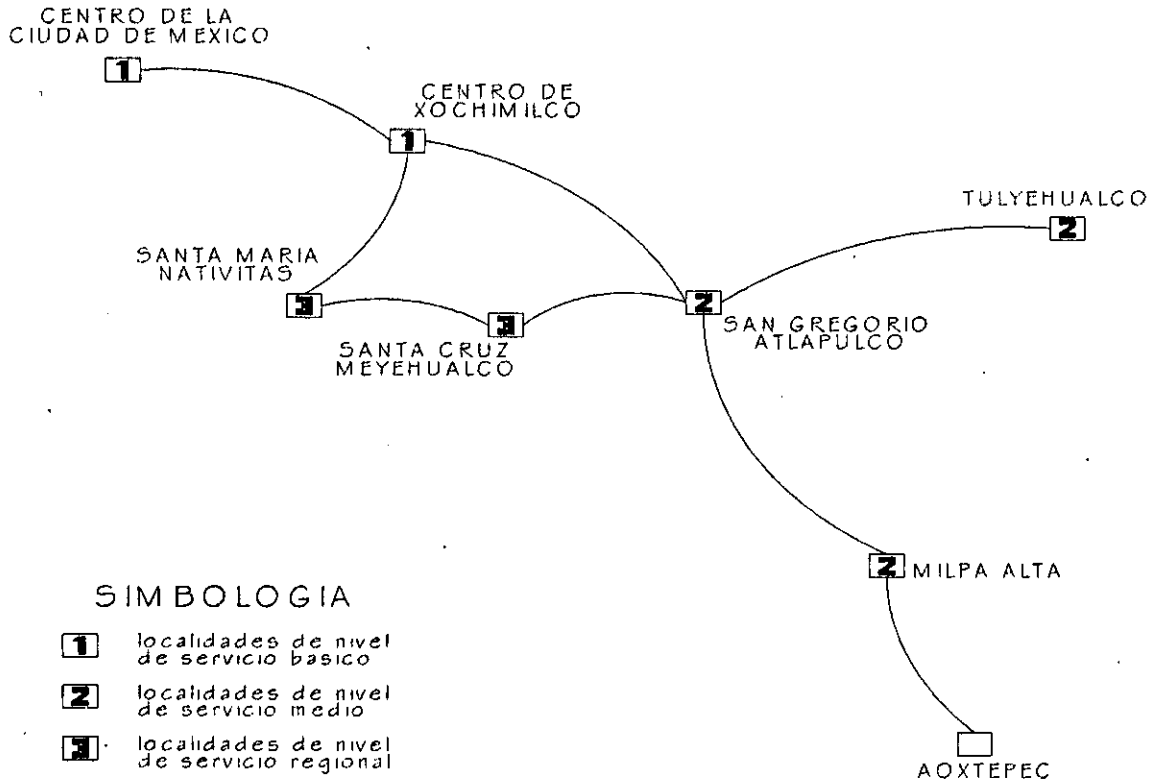 CENTRO DE LA
CIUDAD DE MEXICO
1
CENTRO DE
XOCHIMILCO
1
TULYEHUALCO
2
SANTA MARIA
NATIVITAS
3
3
SANTA CRUZ
MEYEHUALCO
2
SAN GREGORIO
ATLAPULCO
2 MILPA ALTA
AOXTEPEC
SIMBOLOGIA
1 localidades de nivel
de servicio basico
2 localidades de nivel
de servicio medio
3 localidades de nivel
de servicio regional